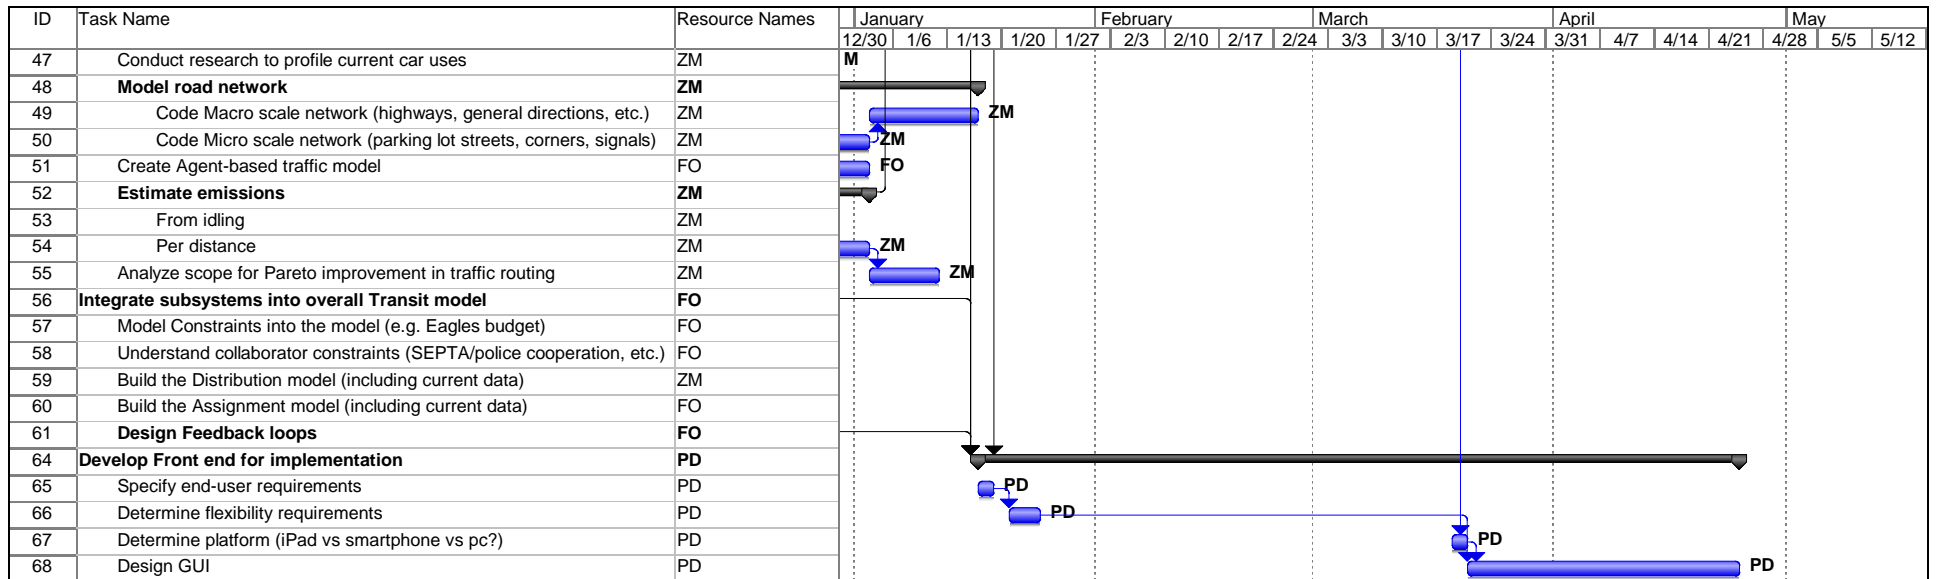 ID Task Name Resource Names January February March April May
12/30 1/6 1/13 1/20 1/27 2/3 2/10 2/17 2/24 3/3 3/10 3/17 3/24 3/31 4/7 4/14 4/21 4/28 5/5 5/12
47 Conduct research to profile current car uses ZM M
48 Model road network ZM
49 Code Macro scale network (highways, general directions, etc.) ZM ZM
50 Code Micro scale network (parking lot streets, corners, signals) ZM ZM
51 Create Agent-based traffic model FO FO
52 Estimate emissions ZM
53 From idling ZM
54 Per distance ZM ZM
55 Analyze scope for Pareto improvement in traffic routing ZM ZM
56 Integrate subsystems into overall Transit model FO
57 Model Constraints into the model (e.g. Eagles budget) FO
58 Understand collaborator constraints (SEPTA/police cooperation, etc.) FO
59 Build the Distribution model (including current data) ZM
60 Build the Assignment model (including current data) FO
61 Design Feedback loops FO
64 Develop Front end for implementation PD
65 Specify end-user requirements PD PD
66 Determine flexibility requirements PD PD
67 Determine platform (iPad vs smartphone vs pc?) PD PD
68 Design GUI PD PD